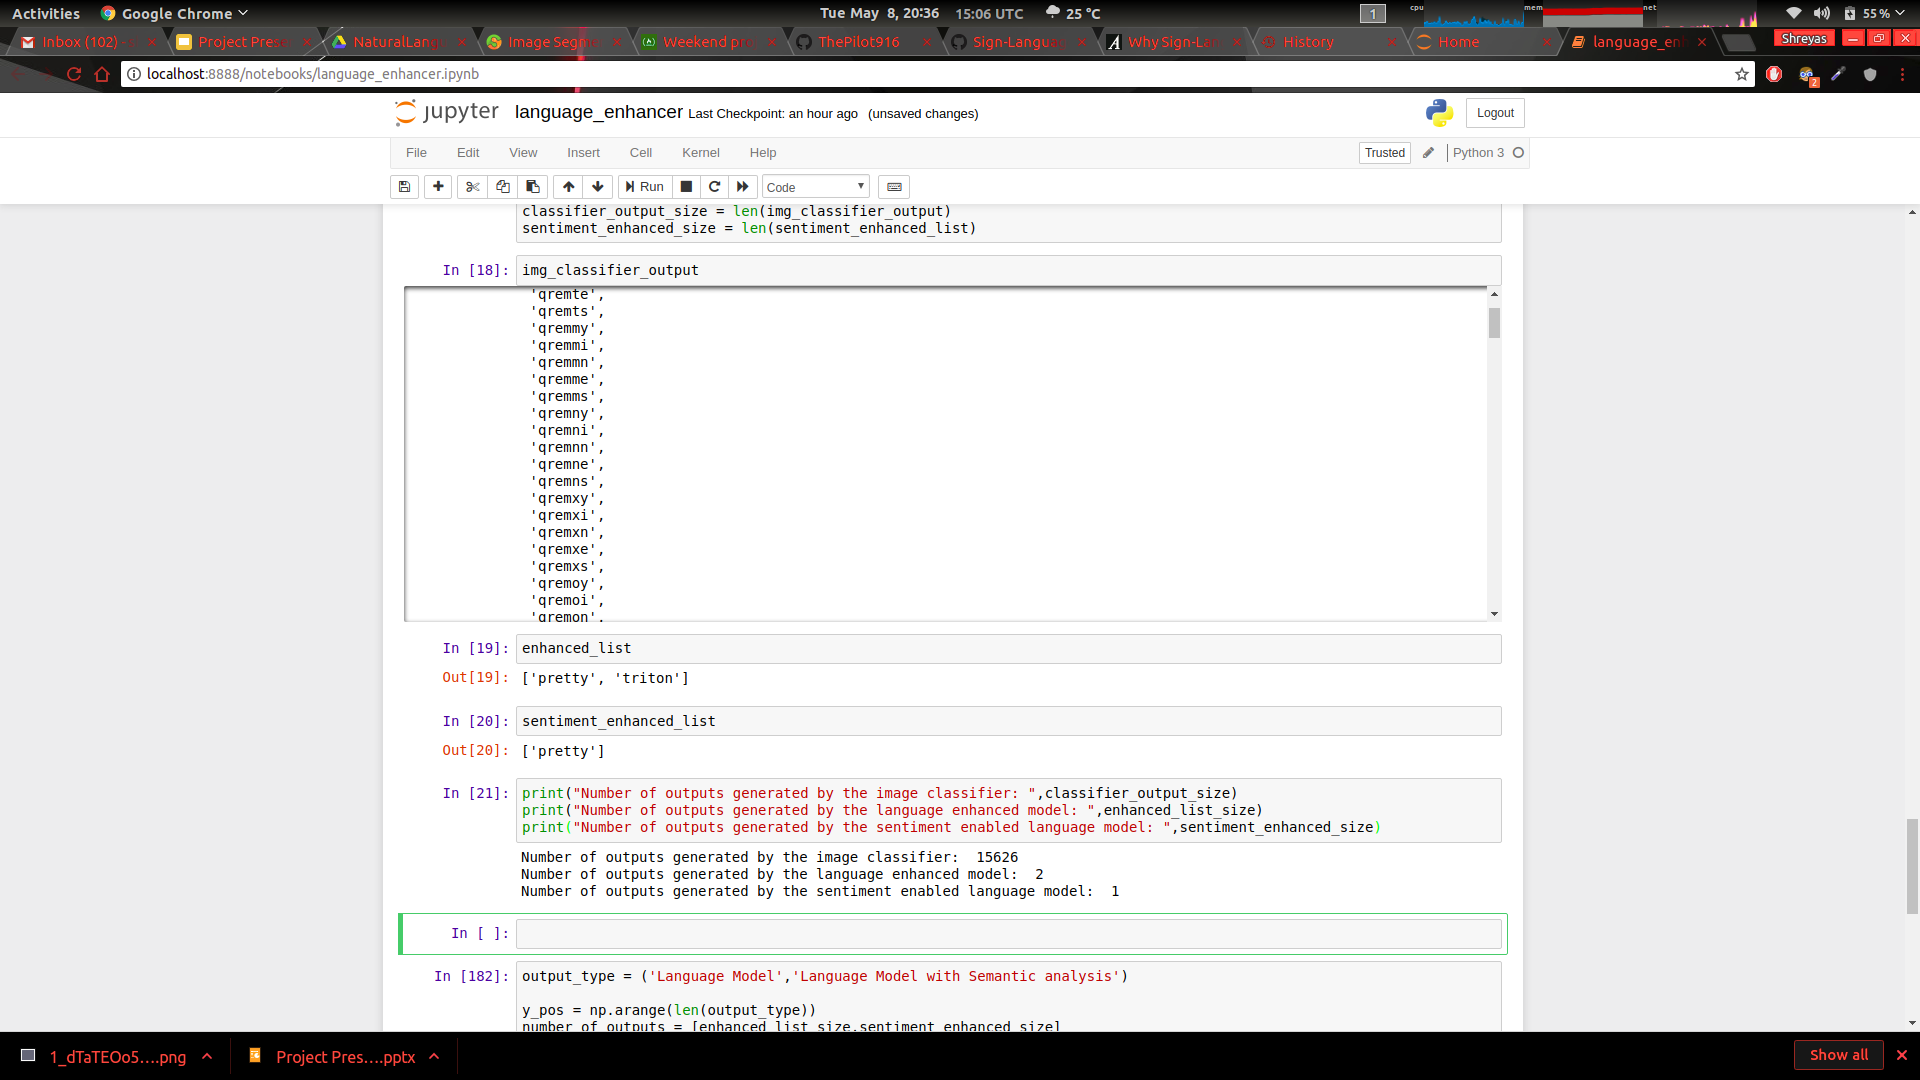 Activities Google Chrome Tue May 8, 20:36 15:06 UTC 25 °C 1 cpu mem net 55 %
Inbox (102) - Project Pres NaturalLang Image Segm Weekend pr ThePilot916 Sign-Langua Why Sign-La History Home language_en Shreyas
localhost:8888/notebooks/language_enhancer.ipynb 2
jupyter language_enhancer Last Checkpoint: an hour ago (unsaved changes) Logout
File Edit View Insert Cell Kernel Help Trusted Python 3
Run Code
classifier_output_size = len(img_classifier_output)
sentiment_enhanced_size = len(sentiment_enhanced_list)
In [18]: img_classifier_output
'qremte',
'qremts',
'qremmy',
'qremmi',
'qremmn',
'qremme',
'qremms',
'qremny',
'qremni',
'qremnn',
'qremne',
'qremns',
'qremxy',
'qremxi',
'qremxn',
'qremxe',
'qremxs',
'qremoy',
'qremoi',
'qremon',
In [19]: enhanced_list
Out[19]: ['pretty', 'triton']
In [20]: sentiment_enhanced_list
Out[20]: ['pretty']
In [21]: print("Number of outputs generated by the image classifier: ",classifier_output_size)
print("Number of outputs generated by the language enhanced model: ",enhanced_list_size)
print("Number of outputs generated by the sentiment enabled language model: ",sentiment_enhanced_size)
Number of outputs generated by the image classifier:  15626
Number of outputs generated by the language enhanced model:  2
Number of outputs generated by the sentiment enabled language model:  1
In [ ]:
In [182]: output_type = ('Language Model','Language Model with Semantic analysis')
y_pos = np.arange(len(output_type))
number_of_outputs = [enhanced_list_size,sentiment_enhanced_size]
1_dTaTEOo5....png Project Pres....pptx Show all